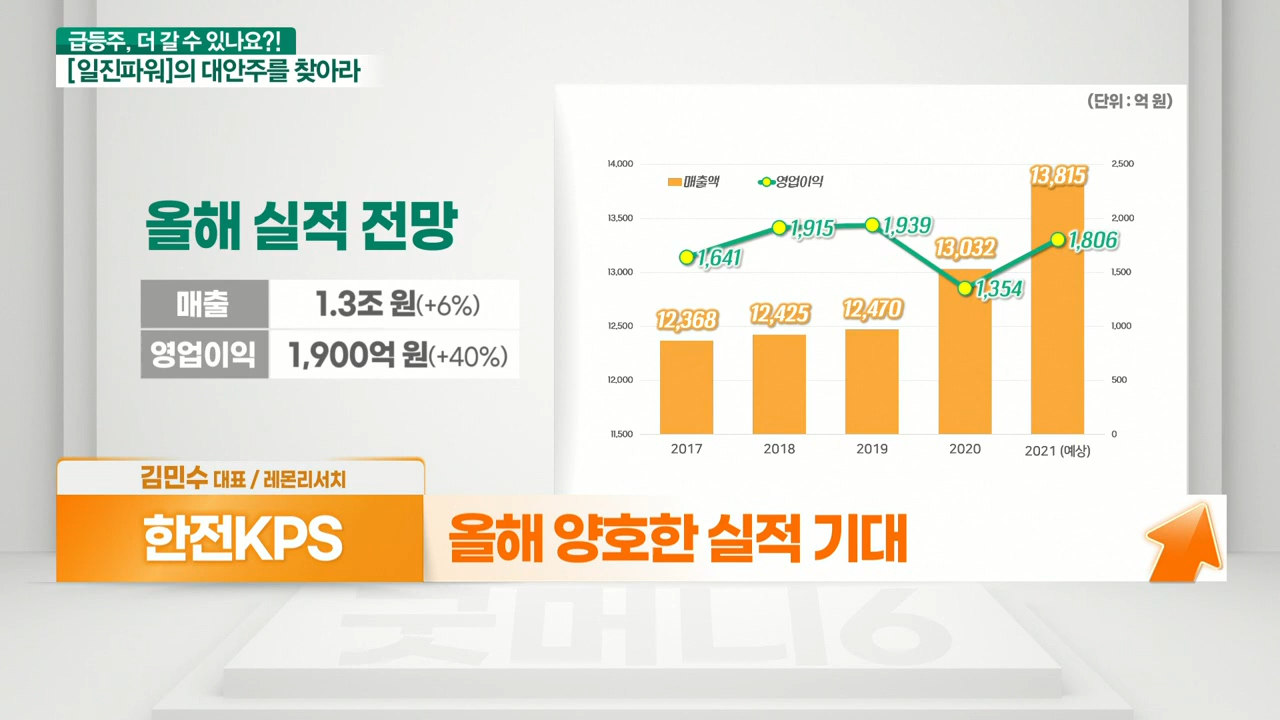 급등주, 더 갈 수 있나요?!
[일진파워]의 대안주를 찾아라
(단위 : 억 원)
올해 실적 전망
매출 1.3조 원(+6%)
영업이익 1,900억 원(+40%)
매출액 영업이익
14,000
13,500
13,000
12,500
12,000
11,500
2,500
2,000
1,500
1,000
500
0
12,368
12,425
12,470
13,032
13,815
1,641
1,915
1,939
1,354
1,806
2017 2018 2019 2020 2021 (예상)
김민수 대표 / 레몬리서치
한전KPS
올해 양호한 실적 기대
굿머니6